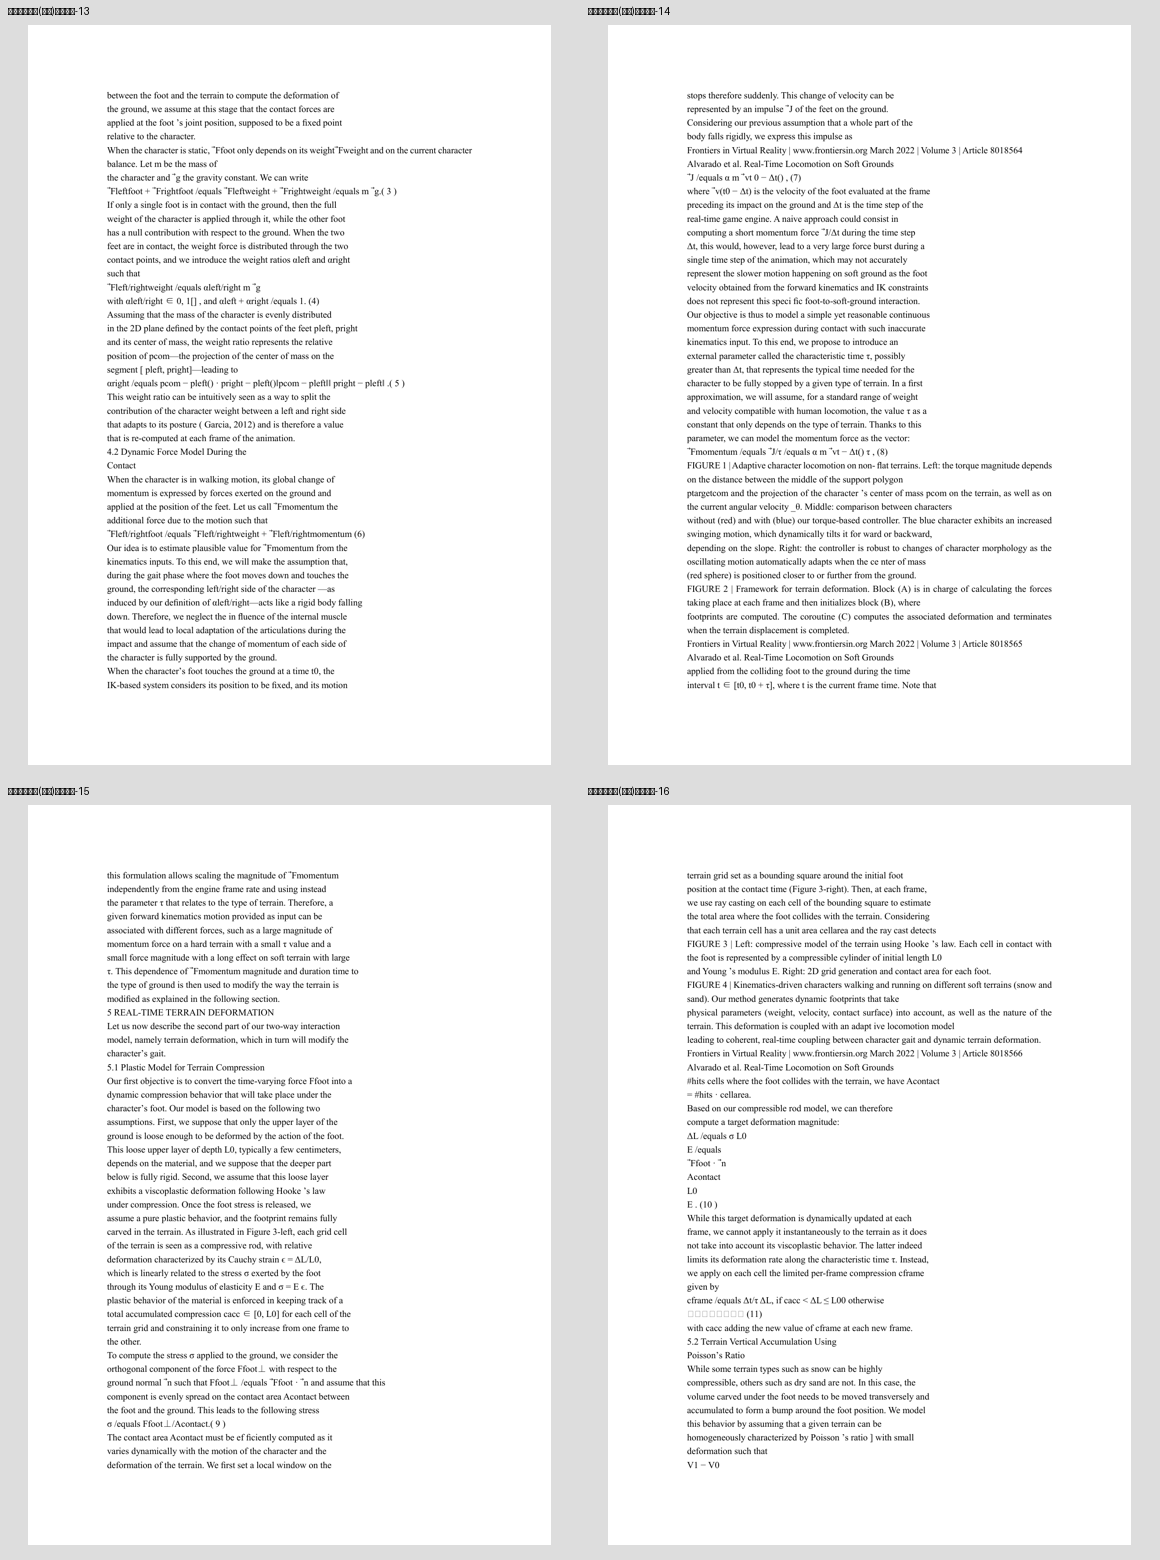 between the foot and the terrain to compute the deformation of
the ground, we assume at this stage that the contact forces are
applied at the foot 's joint position, supposed to be a fixed point
relative to the character.
When the character is static, ˜Ffoot only depends on its weight˜Fweight and on the current character
balance. Let m be the mass of
the character and ˜g the gravity constant. We can write
˜Fleftfoot + ˜Frightfoot /equals ˜Fleftweight + ˜Frightweight /equals m ˜g.( 3 )
If only a single foot is in contact with the ground, then the full
weight of the character is applied through it, while the other foot
has a null contribution with respect to the ground. When the two
feet are in contact, the weight force is distributed through the two
contact points, and we introduce the weight ratios αleft and αright
such that
˜Fleft/rightweight /equals αleft/right m ˜g
with αleft/right ∈ 0, 1[] , and αleft + αright /equals 1. (4)
Assuming that the mass of the character is evenly distributed
in the 2D plane defined by the contact points of the feet pleft, pright
and its center of mass, the weight ratio represents the relative
position of pcom—the projection of the center of mass on the
segment [ pleft, pright]—leading to
αright /equals pcom − pleft() · pright − pleft()‖pcom − pleft‖‖ pright − pleft‖ .( 5 )
This weight ratio can be intuitively seen as a way to split the
contribution of the character weight between a left and right side
that adapts to its posture ( Garcia, 2012) and is therefore a value
that is re-computed at each frame of the animation.
4.2 Dynamic Force Model During the
Contact
When the character is in walking motion, its global change of
momentum is expressed by forces exerted on the ground and
applied at the position of the feet. Let us call ˜Fmomentum the
additional force due to the motion such that
˜Fleft/rightfoot /equals ˜Fleft/rightweight + ˜Fleft/rightmomentum (6)
Our idea is to estimate plausible value for ˜Fmomentum from the
kinematics inputs. To this end, we will make the assumption that,
during the gait phase where the foot moves down and touches the
ground, the corresponding left/right side of the character —as
induced by our definition of αleft/right—acts like a rigid body falling
down. Therefore, we neglect the in fluence of the internal muscle
that would lead to local adaptation of the articulations during the
impact and assume that the change of momentum of each side of
the character is fully supported by the ground.
When the character's foot touches the ground at a time t0, the
IK-based system considers its position to be fixed, and its motion
stops therefore suddenly. This change of velocity can be
represented by an impulse ˜J of the feet on the ground.
Considering our previous assumption that a whole part of the
body falls rigidly, we express this impulse as
Frontiers in Virtual Reality | www.frontiersin.org March 2022 | Volume 3 | Article 8018564
Alvarado et al. Real-Time Locomotion on Soft Grounds
˜J /equals α m ˜vt 0 − Δt() , (7)
where ˜v(t0 − Δt) is the velocity of the foot evaluated at the frame
preceding its impact on the ground and Δt is the time step of the
real-time game engine. A naive approach could consist in
computing a short momentum force ˜J/Δt during the time step
Δt, this would, however, lead to a very large force burst during a
single time step of the animation, which may not accurately
represent the slower motion happening on soft ground as the foot
velocity obtained from the forward kinematics and IK constraints
does not represent this speci fic foot-to-soft-ground interaction.
Our objective is thus to model a simple yet reasonable continuous
momentum force expression during contact with such inaccurate
kinematics input. To this end, we propose to introduce an
external parameter called the characteristic time τ, possibly
greater than Δt, that represents the typical time needed for the
character to be fully stopped by a given type of terrain. In a first
approximation, we will assume, for a standard range of weight
and velocity compatible with human locomotion, the value τ as a
constant that only depends on the type of terrain. Thanks to this
parameter, we can model the momentum force as the vector:
˜Fmomentum /equals ˜J/τ /equals α m ˜vt − Δt() τ , (8)
FIGURE 1 | Adaptive character locomotion on non- flat terrains. Left: the torque magnitude depends
on the distance between the middle of the support polygon
ptargetcom and the projection of the character 's center of mass pcom on the terrain, as well as on
the current angular velocity _θ. Middle: comparison between characters
without (red) and with (blue) our torque-based controller. The blue character exhibits an increased
swinging motion, which dynamically tilts it for ward or backward,
depending on the slope. Right: the controller is robust to changes of character morphology as the
oscillating motion automatically adapts when the ce nter of mass
(red sphere) is positioned closer to or further from the ground.
FIGURE 2 | Framework for terrain deformation. Block (A) is in charge of calculating the forces
taking place at each frame and then initializes block (B), where
footprints are computed. The coroutine (C) computes the associated deformation and terminates
when the terrain displacement is completed.
Frontiers in Virtual Reality | www.frontiersin.org March 2022 | Volume 3 | Article 8018565
Alvarado et al. Real-Time Locomotion on Soft Grounds
applied from the colliding foot to the ground during the time
interval t ∈ [t0, t0 + τ], where t is the current frame time. Note that
this formulation allows scaling the magnitude of ˜Fmomentum
independently from the engine frame rate and using instead
the parameter τ that relates to the type of terrain. Therefore, a
given forward kinematics motion provided as input can be
associated with different forces, such as a large magnitude of
momentum force on a hard terrain with a small τ value and a
small force magnitude with a long effect on soft terrain with large
τ. This dependence of ˜Fmomentum magnitude and duration time to
the type of ground is then used to modify the way the terrain is
modified as explained in the following section.
5 REAL-TIME TERRAIN DEFORMATION
Let us now describe the second part of our two-way interaction
model, namely terrain deformation, which in turn will modify the
character's gait.
5.1 Plastic Model for Terrain Compression
Our first objective is to convert the time-varying force Ffoot into a
dynamic compression behavior that will take place under the
character's foot. Our model is based on the following two
assumptions. First, we suppose that only the upper layer of the
ground is loose enough to be deformed by the action of the foot.
This loose upper layer of depth L0, typically a few centimeters,
depends on the material, and we suppose that the deeper part
below is fully rigid. Second, we assume that this loose layer
exhibits a viscoplastic deformation following Hooke 's law
under compression. Once the foot stress is released, we
assume a pure plastic behavior, and the footprint remains fully
carved in the terrain. As illustrated in Figure 3-left, each grid cell
of the terrain is seen as a compressive rod, with relative
deformation characterized by its Cauchy strain ϵ = ΔL/L0,
which is linearly related to the stress σ exerted by the foot
through its Young modulus of elasticity E and σ = E ϵ. The
plastic behavior of the material is enforced in keeping track of a
total accumulated compression cacc ∈ [0, L0] for each cell of the
terrain grid and constraining it to only increase from one frame to
the other.
To compute the stress σ applied to the ground, we consider the
orthogonal component of the force Ffoot⊥ with respect to the
ground normal ˜n such that Ffoot⊥ /equals ˜Ffoot · ˜n and assume that this
component is evenly spread on the contact area Acontact between
the foot and the ground. This leads to the following stress
σ /equals Ffoot⊥/Acontact.( 9 )
The contact area Acontact must be ef ficiently computed as it
varies dynamically with the motion of the character and the
deformation of the terrain. We first set a local window on the
terrain grid set as a bounding square around the initial foot
position at the contact time (Figure 3-right). Then, at each frame,
we use ray casting on each cell of the bounding square to estimate
the total area where the foot collides with the terrain. Considering
that each terrain cell has a unit area cellarea and the ray cast detects
FIGURE 3 | Left: compressive model of the terrain using Hooke 's law. Each cell in contact with
the foot is represented by a compressible cylinder of initial length L0
and Young 's modulus E. Right: 2D grid generation and contact area for each foot.
FIGURE 4 | Kinematics-driven characters walking and running on different soft terrains (snow and
sand). Our method generates dynamic footprints that take
physical parameters (weight, velocity, contact surface) into account, as well as the nature of the
terrain. This deformation is coupled with an adapt ive locomotion model
leading to coherent, real-time coupling between character gait and dynamic terrain deformation.
Frontiers in Virtual Reality | www.frontiersin.org March 2022 | Volume 3 | Article 8018566
Alvarado et al. Real-Time Locomotion on Soft Grounds
#hits cells where the foot collides with the terrain, we have Acontact
= #hits · cellarea.
Based on our compressible rod model, we can therefore
compute a target deformation magnitude:
ΔL /equals σ L0
E /equals
˜Ffoot · ˜n
Acontact
L0
E . (10 )
While this target deformation is dynamically updated at each
frame, we cannot apply it instantaneously to the terrain as it does
not take into account its viscoplastic behavior. The latter indeed
limits its deformation rate along the characteristic time τ. Instead,
we apply on each cell the limited per-frame compression cframe
given by
cframe /equals Δt/τ ΔL, if cacc < ΔL ≤ L00 otherwise
(11)
with cacc adding the new value of cframe at each new frame.
5.2 Terrain Vertical Accumulation Using
Poisson's Ratio
While some terrain types such as snow can be highly
compressible, others such as dry sand are not. In this case, the
volume carved under the foot needs to be moved transversely and
accumulated to form a bump around the foot position. We model
this behavior by assuming that a given terrain can be
homogeneously characterized by Poisson 's ratio ] with small
deformation such that
V1 − V0